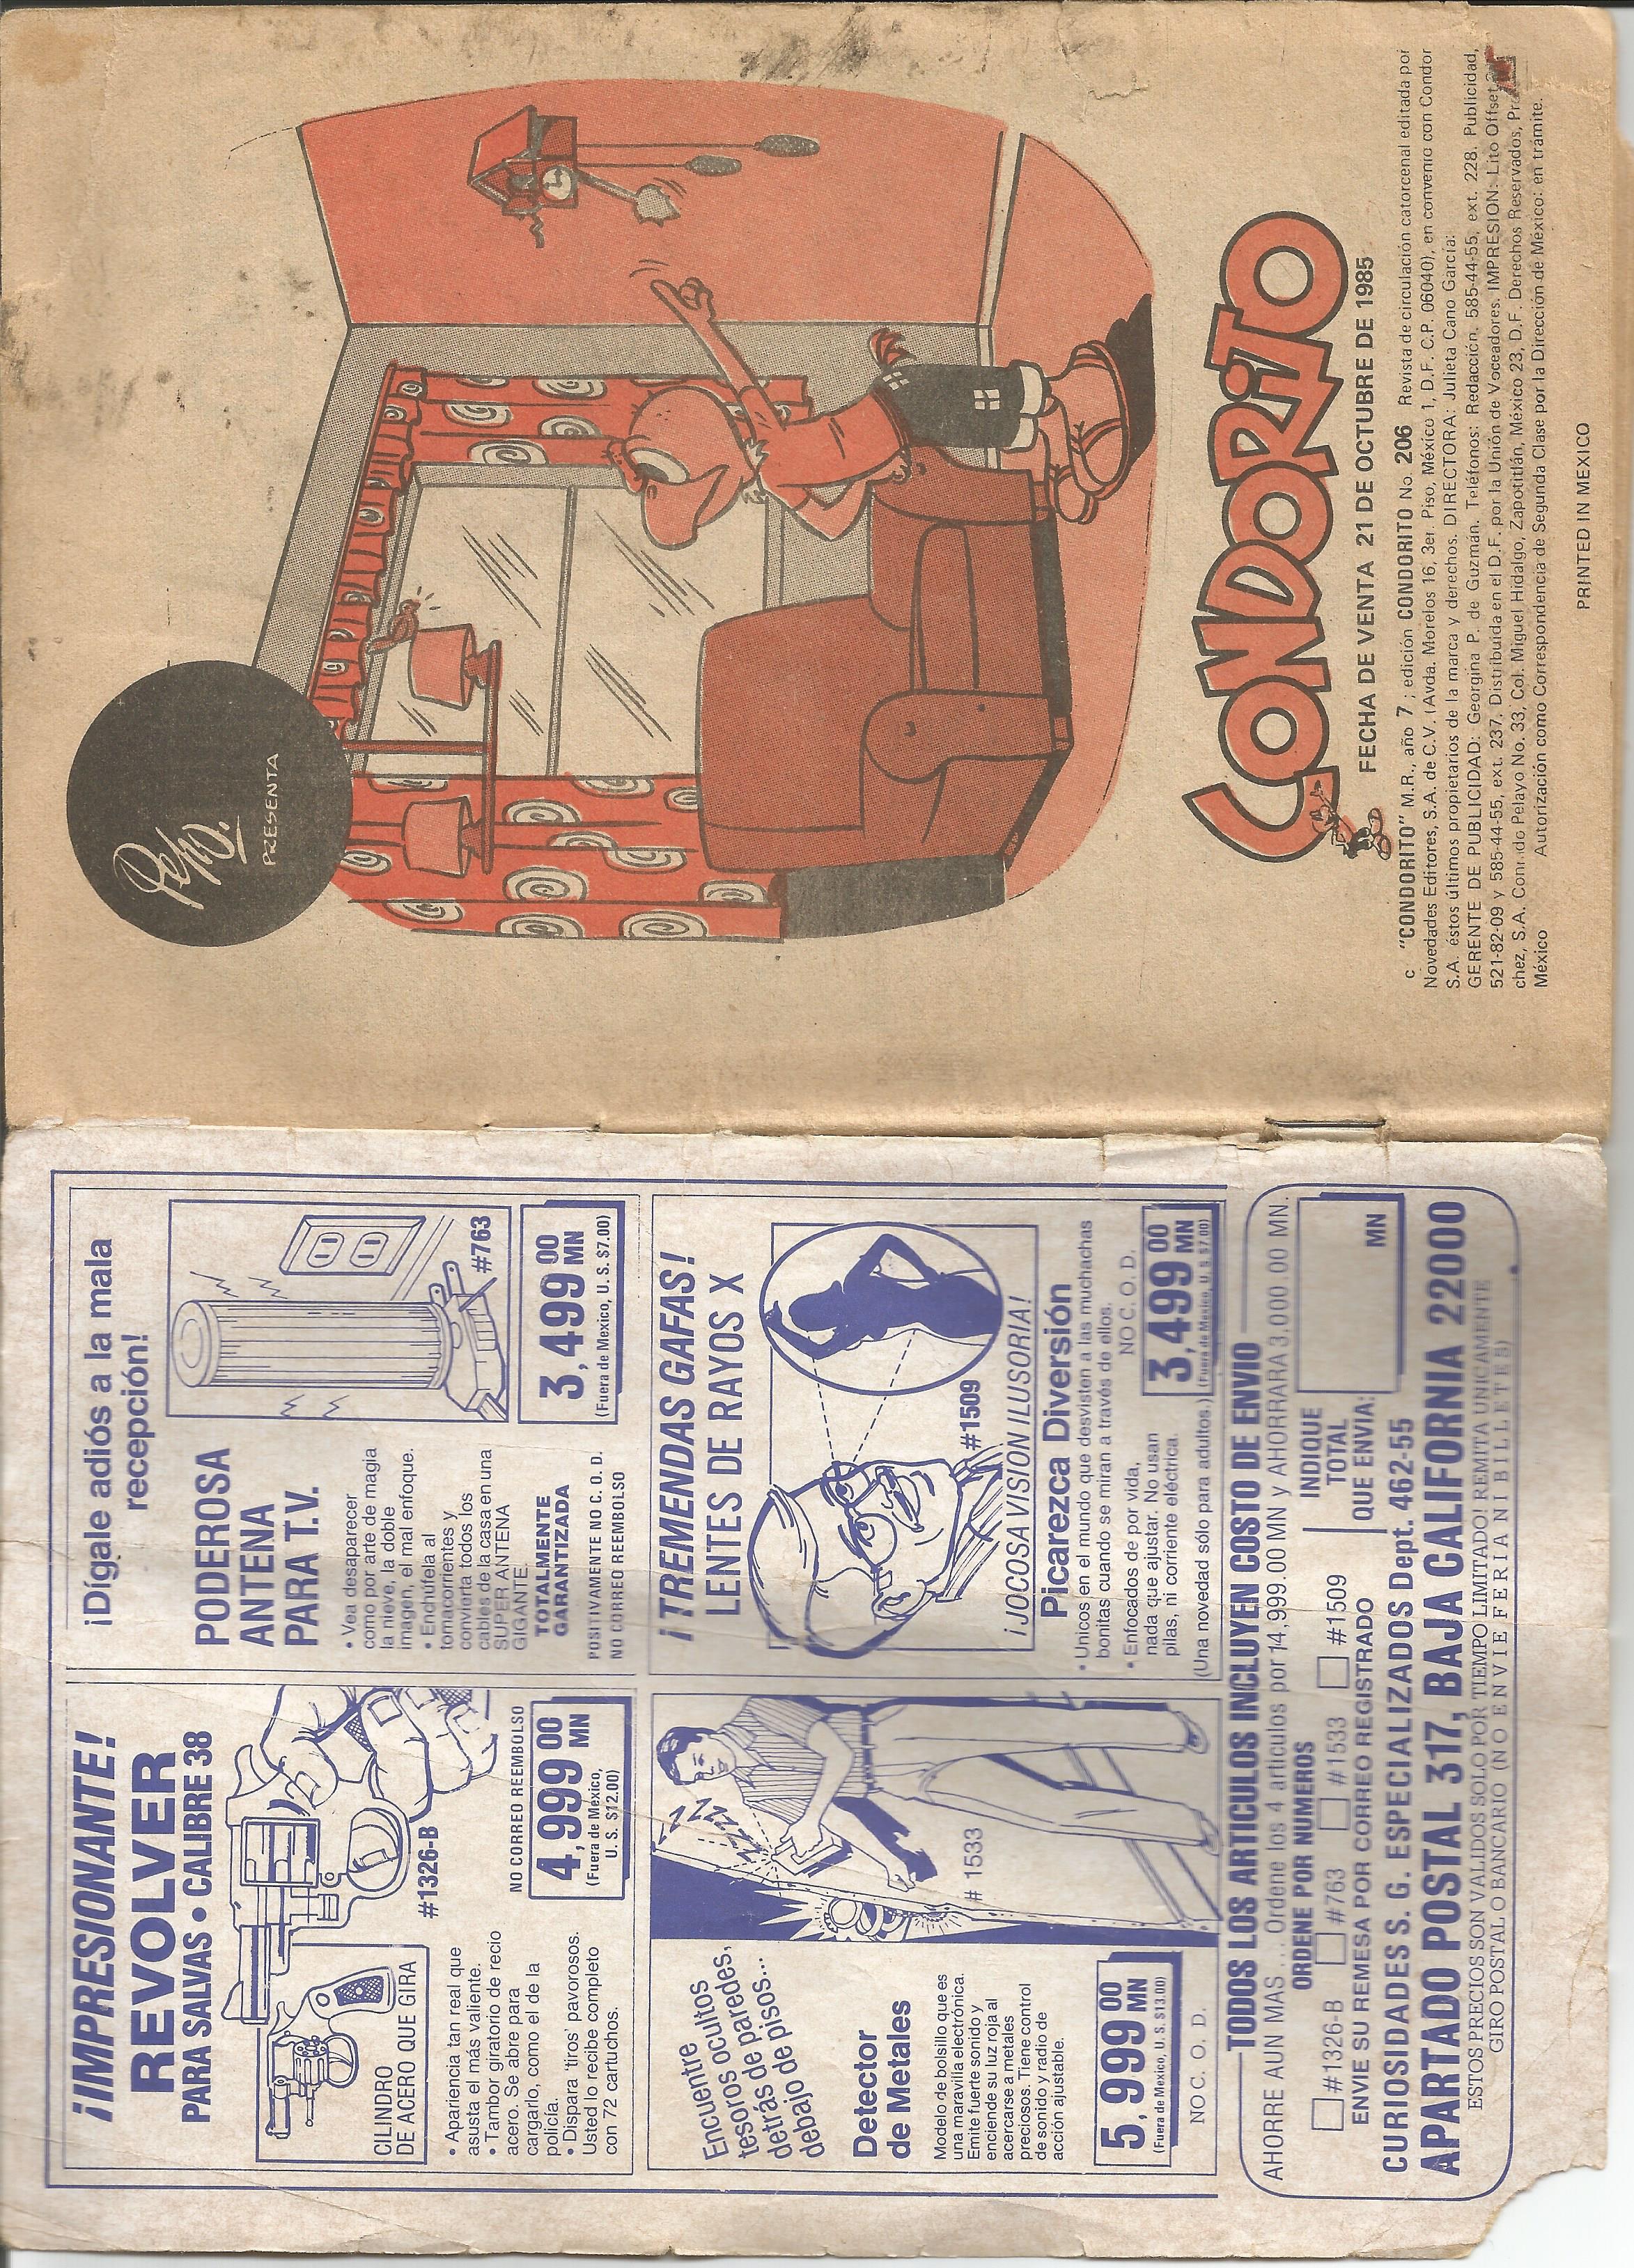 ¡IMPRESIONANTE!
REVOLVER
PARA SALVAS • CALIBRE 38
CILINDRO
DE ACERO QUE GIRA
#1326-B
• Apariencia tan real que
asusta el más valiente.
• Tambor giratorio de recio
acero. Se abre para
cargarlo, como el de la
policía.
• Dispara 'tiros' pavorosos.
Usted lo recibe completo
con 72 cartuchos.
NO CORREO REEMBOLSO
4,999 00 MN
(Fuera de Mexico,
U. S. $12.00)
¡Dígale adiós a la mala
recepción!
PODEROSA
ANTENA
PARA T.V.
• Vea desaparecer
como por arte de magia
la nieve, la doble
imagen, el mal enfoque.
• Enchúfela al
tomacorrientes y
convierta todos los
cables de la casa en una
SUPER ANTENA
GIGANTE.
TOTALMENTE
GARANTIZADA
POSITIVAMENTE NO C. O. D.
NO CORREO REEMBOLSO
#763
3,499 00 MN
(Fuera de Mexico, U. S. $7.00)
Encuentre
tesoros ocultos
detrás de paredes,
debajo de pisos...
Detector
de Metales
Modelo de bolsillo que es
una maravilla electrónica.
Emite fuerte sonido y
enciende su luz roja al
acercarse a metales
preciosos. Tiene control
de sonido y radio de
acción ajustable.
# 1533
5,999 00 MN
(Fuera de Mexico, U. S. $13.00)
NO C. O. D.
¡TREMENDAS GAFAS!
LENTES DE RAYOS X
#1509
¡JOCOSA VISION ILUSORIA!
Picarezca Diversión
• Unicos en el mundo que desvisten a las muchachas
bonitas cuando se miran a través de ellos.
• Enfocados de por vida,
nada que ajustar. No usan
pilas, ni corriente eléctrica.
(Una novedad sólo para adultos.)
NO C. O. D.
3,499 00 MN
(Fuera de Mexico, U. S. $7.00)
TODOS LOS ARTICULOS INCLUYEN COSTO DE ENVIO
AHORRE AUN MAS ... Ordene los 4 articulos por 14,999.00 MN y AHORRARA 3,000.00 MN.
ORDENE POR NUMEROS
#1326-B #763 #1533 #1509
ENVIE SU REMESA POR CORREO REGISTRADO
INDIQUE
TOTAL
QUE ENVIA:
MN
CURIOSIDADES S. G. ESPECIALIZADOS Dept. 462-55
APARTADO POSTAL 317, BAJA CALIFORNIA 22000
ESTOS PRECIOS SON VALIDOS SOLO POR TIEMPO LIMITADO! REMITA UNICAMENTE
GIRO POSTAL O BANCARIO (NO ENVIE FERIA NI BILLETES)
Pepo.
PRESENTA
CONDORITO
FECHA DE VENTA 21 DE OCTUBRE DE 1985
c "CONDORITO" M.R., año 7 ; edición CONDORITO No. 206 Revista de circulación catorcenal editada por
Novedades Editores, S.A. de C.V. (Avda. Morelos 16, 3er. Piso, México 1, D.F. C.P. 06040), en convenio con Condor
S.A. éstos últimos propietarios de la marca y derechos. DIRECTORA: Julieta Cano García:
GERENTE DE PUBLICIDAD: Georgina P. de Guzmán. Teléfonos: Redacción, 585-44-55, ext. 228. Publicidad,
521-82-09 y 585-44-55, ext. 237. Distribuída en el D.F. por la Unión de Voceadores. IMPRESION: Lito Offset
chez, S.A. Conrado Pelayo No. 33, Col. Miguel Hidalgo, Zapotitlán, México 23, D.F. Derechos Reservados,
México Autorización como Correspondencia de Segunda Clase por la Dirección de México: en trámite.
PRINTED IN MEXICO